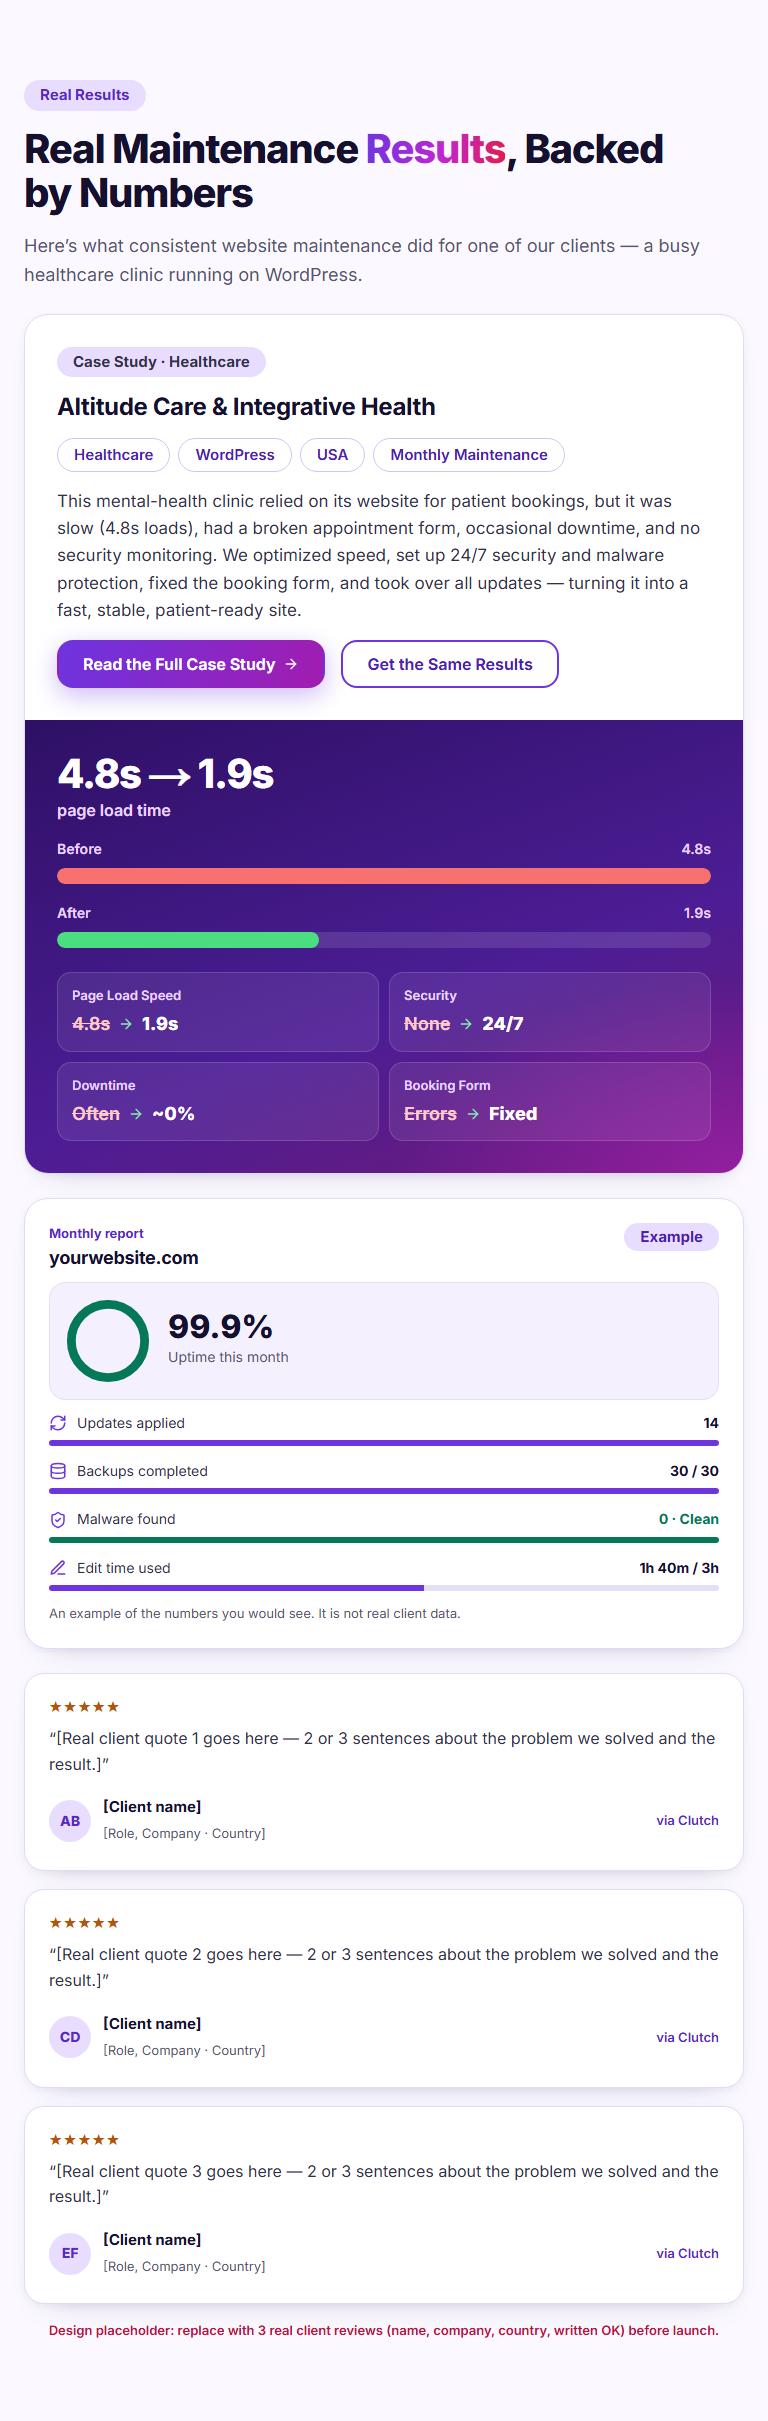 Real Results
Real Maintenance Results, Backed
by Numbers
Here’s what consistent website maintenance did for one of our clients — a busy
healthcare clinic running on WordPress.
Case Study · Healthcare
Altitude Care & Integrative Health
Healthcare
WordPress
USA
Monthly Maintenance
This mental-health clinic relied on its website for patient bookings, but it was
slow (4.8s loads), had a broken appointment form, occasional downtime, and no
security monitoring. We optimized speed, set up 24/7 security and malware
protection, fixed the booking form, and took over all updates — turning it into a
fast, stable, patient-ready site.
Read the Full Case Study →
Get the Same Results
4.8s → 1.9s
page load time
Before 4.8s
After 1.9s
Page Load Speed
4.8s → 1.9s
Security
None → 24/7
Downtime
Often → ~0%
Booking Form
Errors → Fixed
Monthly report
yourwebsite.com
Example
99.9%
Uptime this month
Updates applied 14
Backups completed 30 / 30
Malware found 0 · Clean
Edit time used 1h 40m / 3h
An example of the numbers you would see. It is not real client data.
★★★★★
“[Real client quote 1 goes here — 2 or 3 sentences about the problem we solved and the
result.]”
AB
[Client name]
[Role, Company · Country]
via Clutch
★★★★★
“[Real client quote 2 goes here — 2 or 3 sentences about the problem we solved and the
result.]”
CD
[Client name]
[Role, Company · Country]
via Clutch
★★★★★
“[Real client quote 3 goes here — 2 or 3 sentences about the problem we solved and the
result.]”
EF
[Client name]
[Role, Company · Country]
via Clutch
Design placeholder: replace with 3 real client reviews (name, company, country, written OK) before launch.